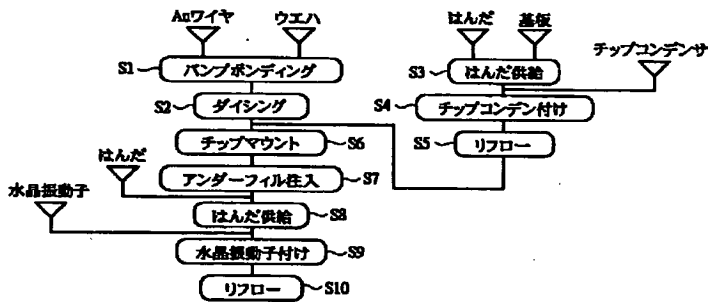 Auワイヤ
ウエハ
はんだ
基板
チップコンデンサ
S1
バンプボンディング
S3
はんだ供給
S2
ダイシング
S4
チップコンデン付け
チップマウント
S6
S5
リフロー
はんだ
アンダーフィル注入
S7
水晶振動子
はんだ供給
S8
水晶振動子付け
S9
リフロー
S10